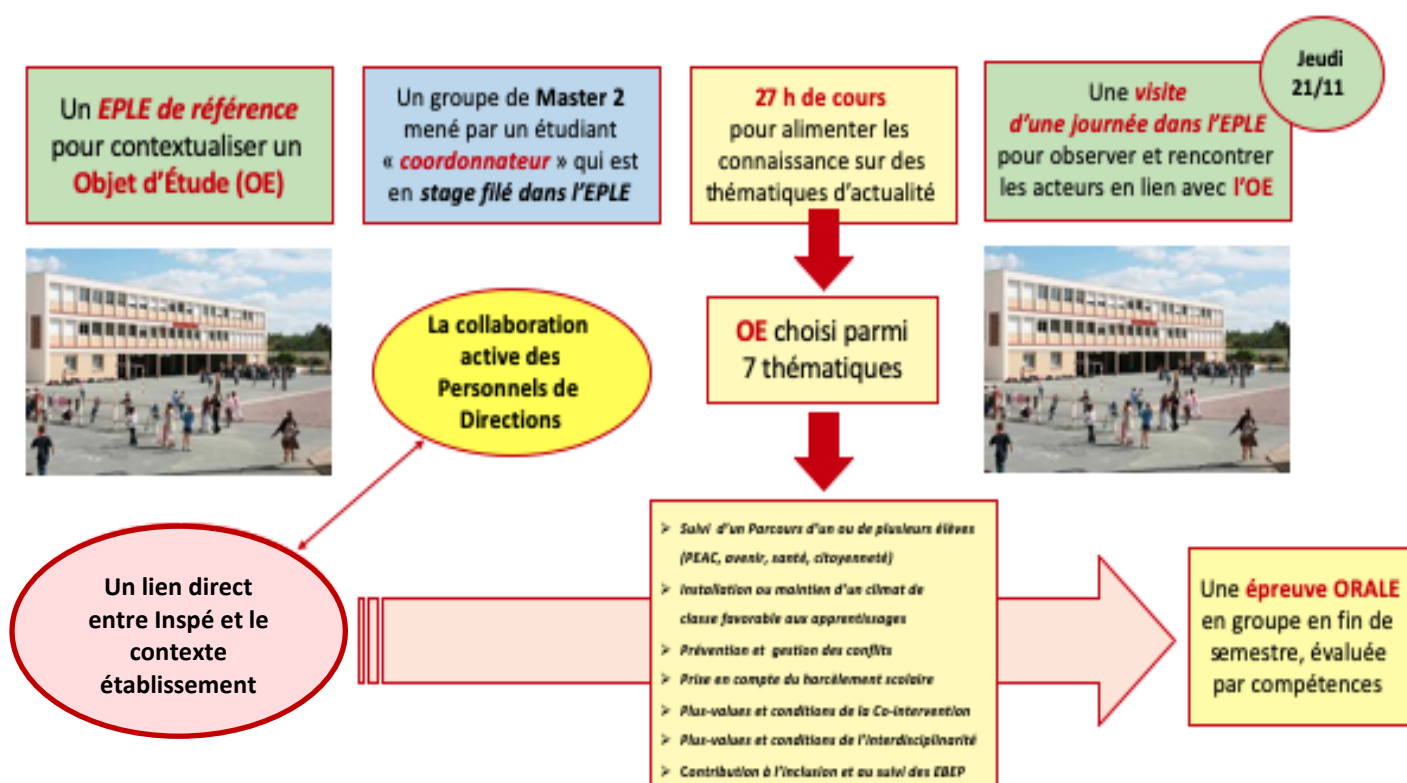 Un EPLE de référence
pour contextualiser un
Objet d'Étude (OE)
Un groupe de Master 2
mené par un étudiant
« coordonnateur » qui est
en stage filé dans l'EPLE
27 h de cours
pour alimenter les
connaissance sur des
thématiques d'actualité
Une visite
d'une journée dans l'EPLE
pour observer et rencontrer
les acteurs en lien avec l'OE
Jeudi
21/11
La collaboration
active des
Personnels de
Directions
OE choisi parmi
7 thématiques
Un lien direct
entre Inspé et le
contexte
établissement
➢ Suivi d'un Parcours d'un ou de plusieurs élèves
(PEAC, avenir, santé, citoyenneté)
➢ Installation ou maintien d'un climat de
classe favorable aux apprentissages
➢ Prévention et gestion des conflits
➢ Prise en compte du harcèlement scolaire
➢ Plus-values et conditions de la Co-intervention
➢ Plus-values et conditions de l'interdisciplinarité
➢ Contribution à l'inclusion et au suivi des EBEP
Une épreuve ORALE
en groupe en fin de
semestre, évaluée
par compétences